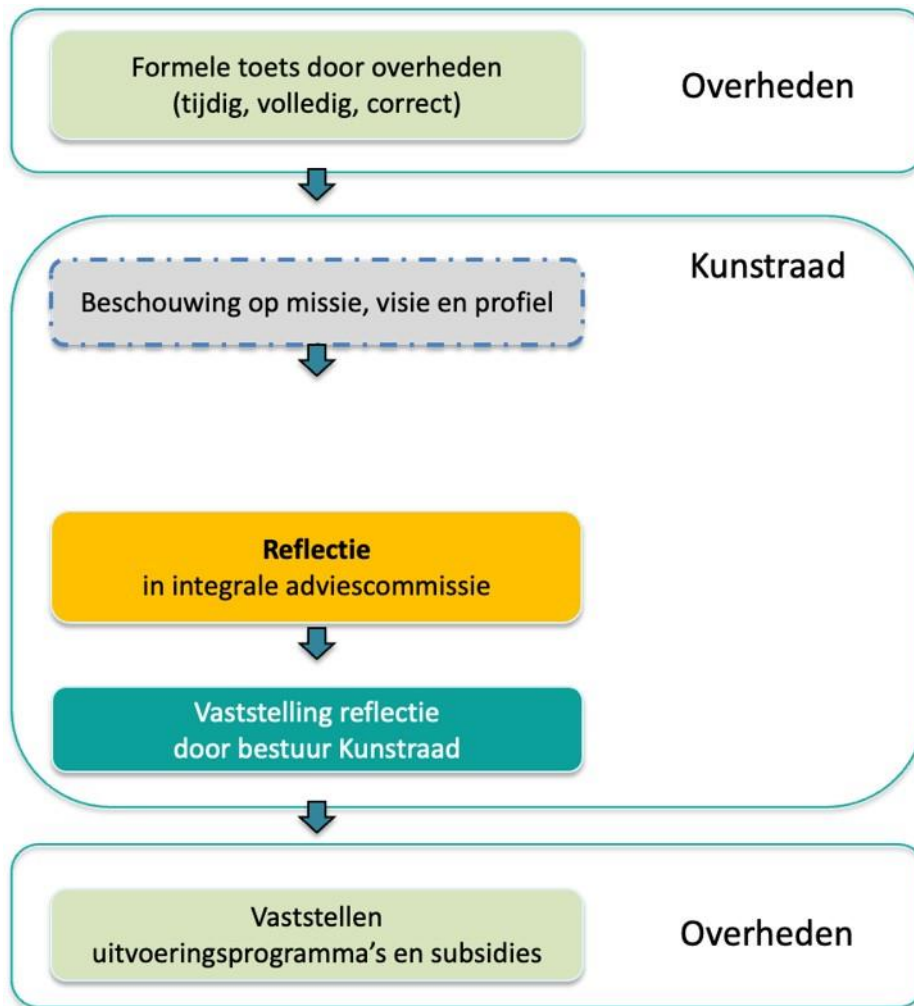 Formele toets door overheden
(tijdig, volledig, correct)
Overheden
Kunstraad
Beschouwing op missie, visie en profiel
Reflectie
in integrale adviescommissie
Vaststelling reflectie
door bestuur Kunstraad
Vaststellen
uitvoeringsprogramma's en subsidies
Overheden